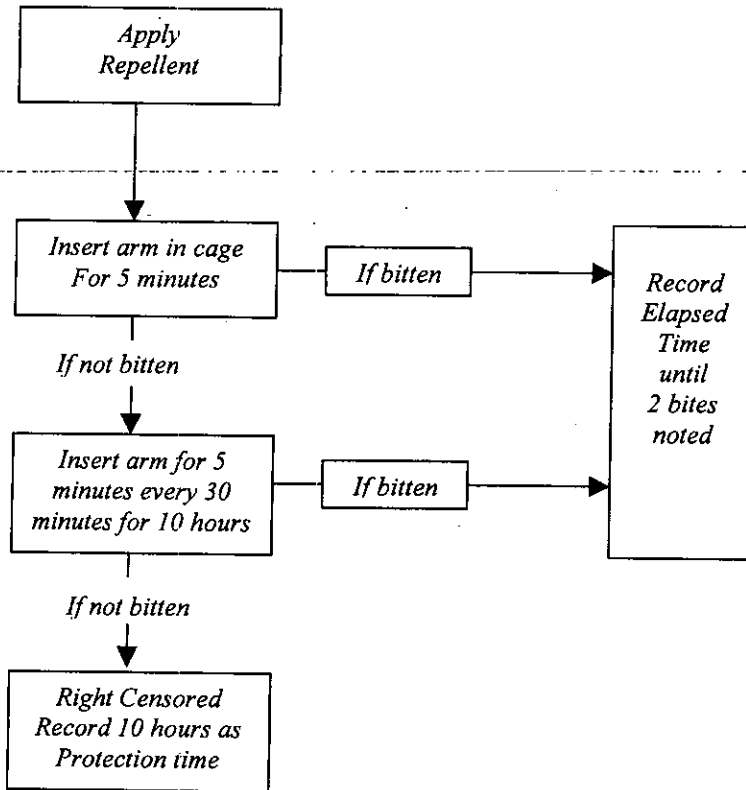 Apply
Repellent
Insert arm in cage
For 5 minutes
If bitten
Record
Elapsed
Time
until
2 bites
noted
If not bitten
Insert arm for 5
minutes every 30
minutes for 10 hours
If bitten
If not bitten
Right Censored
Record 10 hours as
Protection time